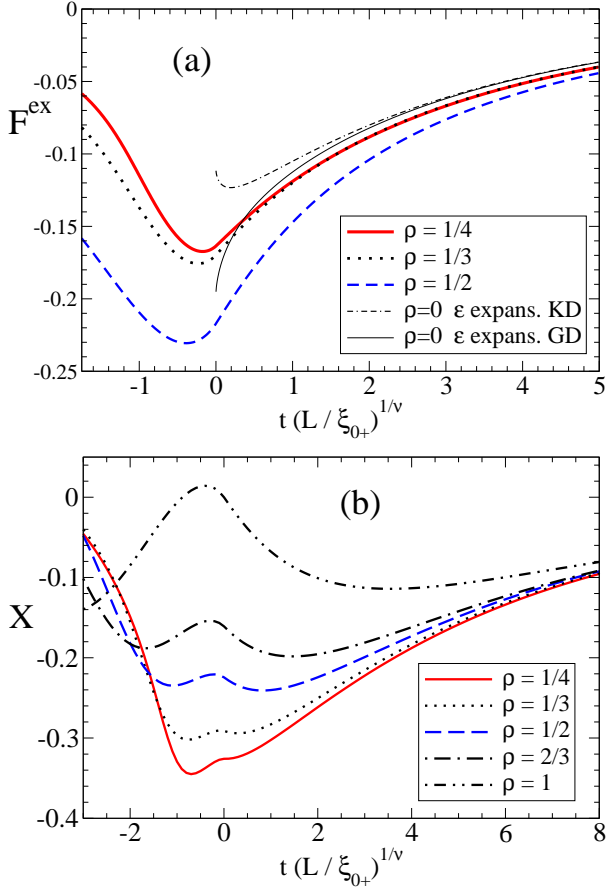 0
-0.05
-0.1
-0.15
-0.2
-0.25
F^ex
(a)
ρ = 1/4
ρ = 1/3
ρ = 1/2
ρ=0 ε expans. KD
ρ=0 ε expans. GD
-1 0 1 2 3 4 5
t (L / ξ₀₊)^1/ν
0
-0.1
-0.2
-0.3
-0.4
X
(b)
ρ = 1/4
ρ = 1/3
ρ = 1/2
ρ = 2/3
ρ = 1
-2 0 2 4 6 8
t (L / ξ₀₊)^1/ν